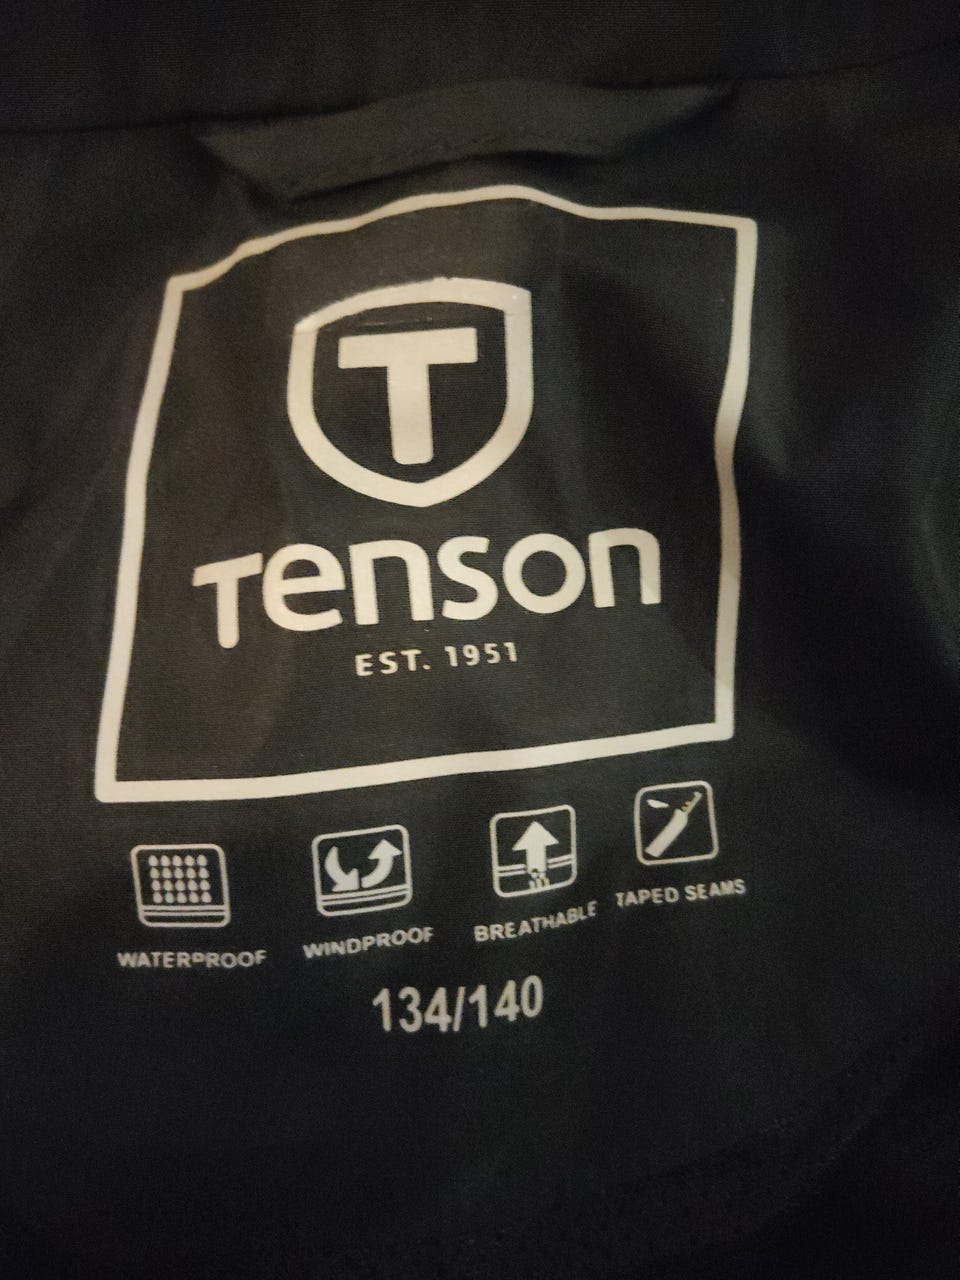 T
Tenson
EST. 1951
WATERPROOF WINDPROOF BREATHABLE TAPED SEAMS
134/140